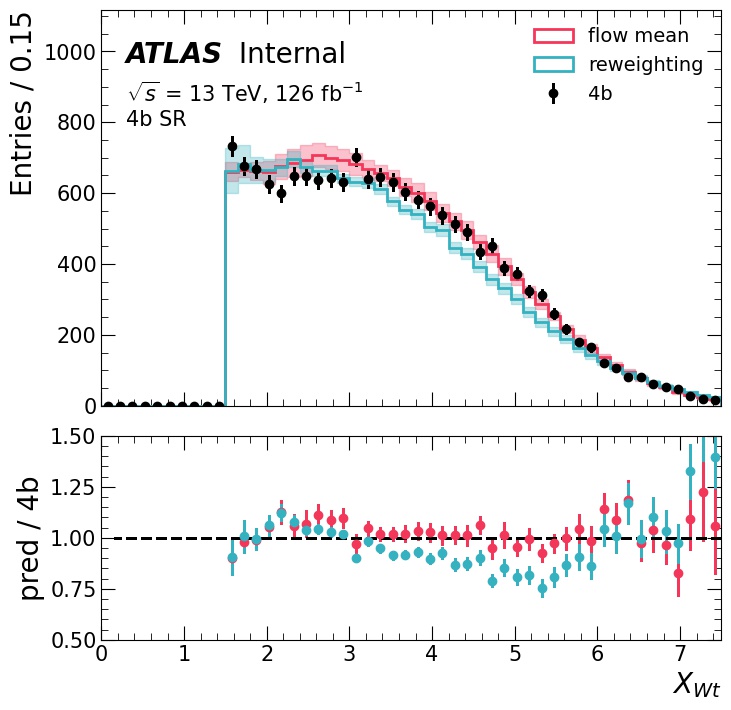 Entries / 0.15
1000
800
600
400
200
0
ATLAS Internal
√s = 13 TeV, 126 fb⁻¹
4b SR
flow mean
reweighting
4b
pred / 4b
1.50
1.25
1.00
0.75
0.50
0 1 2 3 4 5 6 7
X_{Wt}